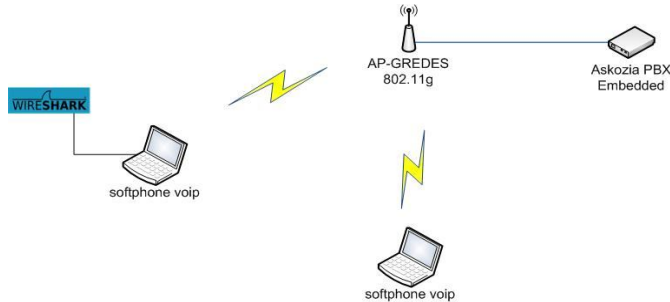 AP-GREDES
802.11g
Askozia PBX
Embedded
WIRESHARK
softphone voip
softphone voip